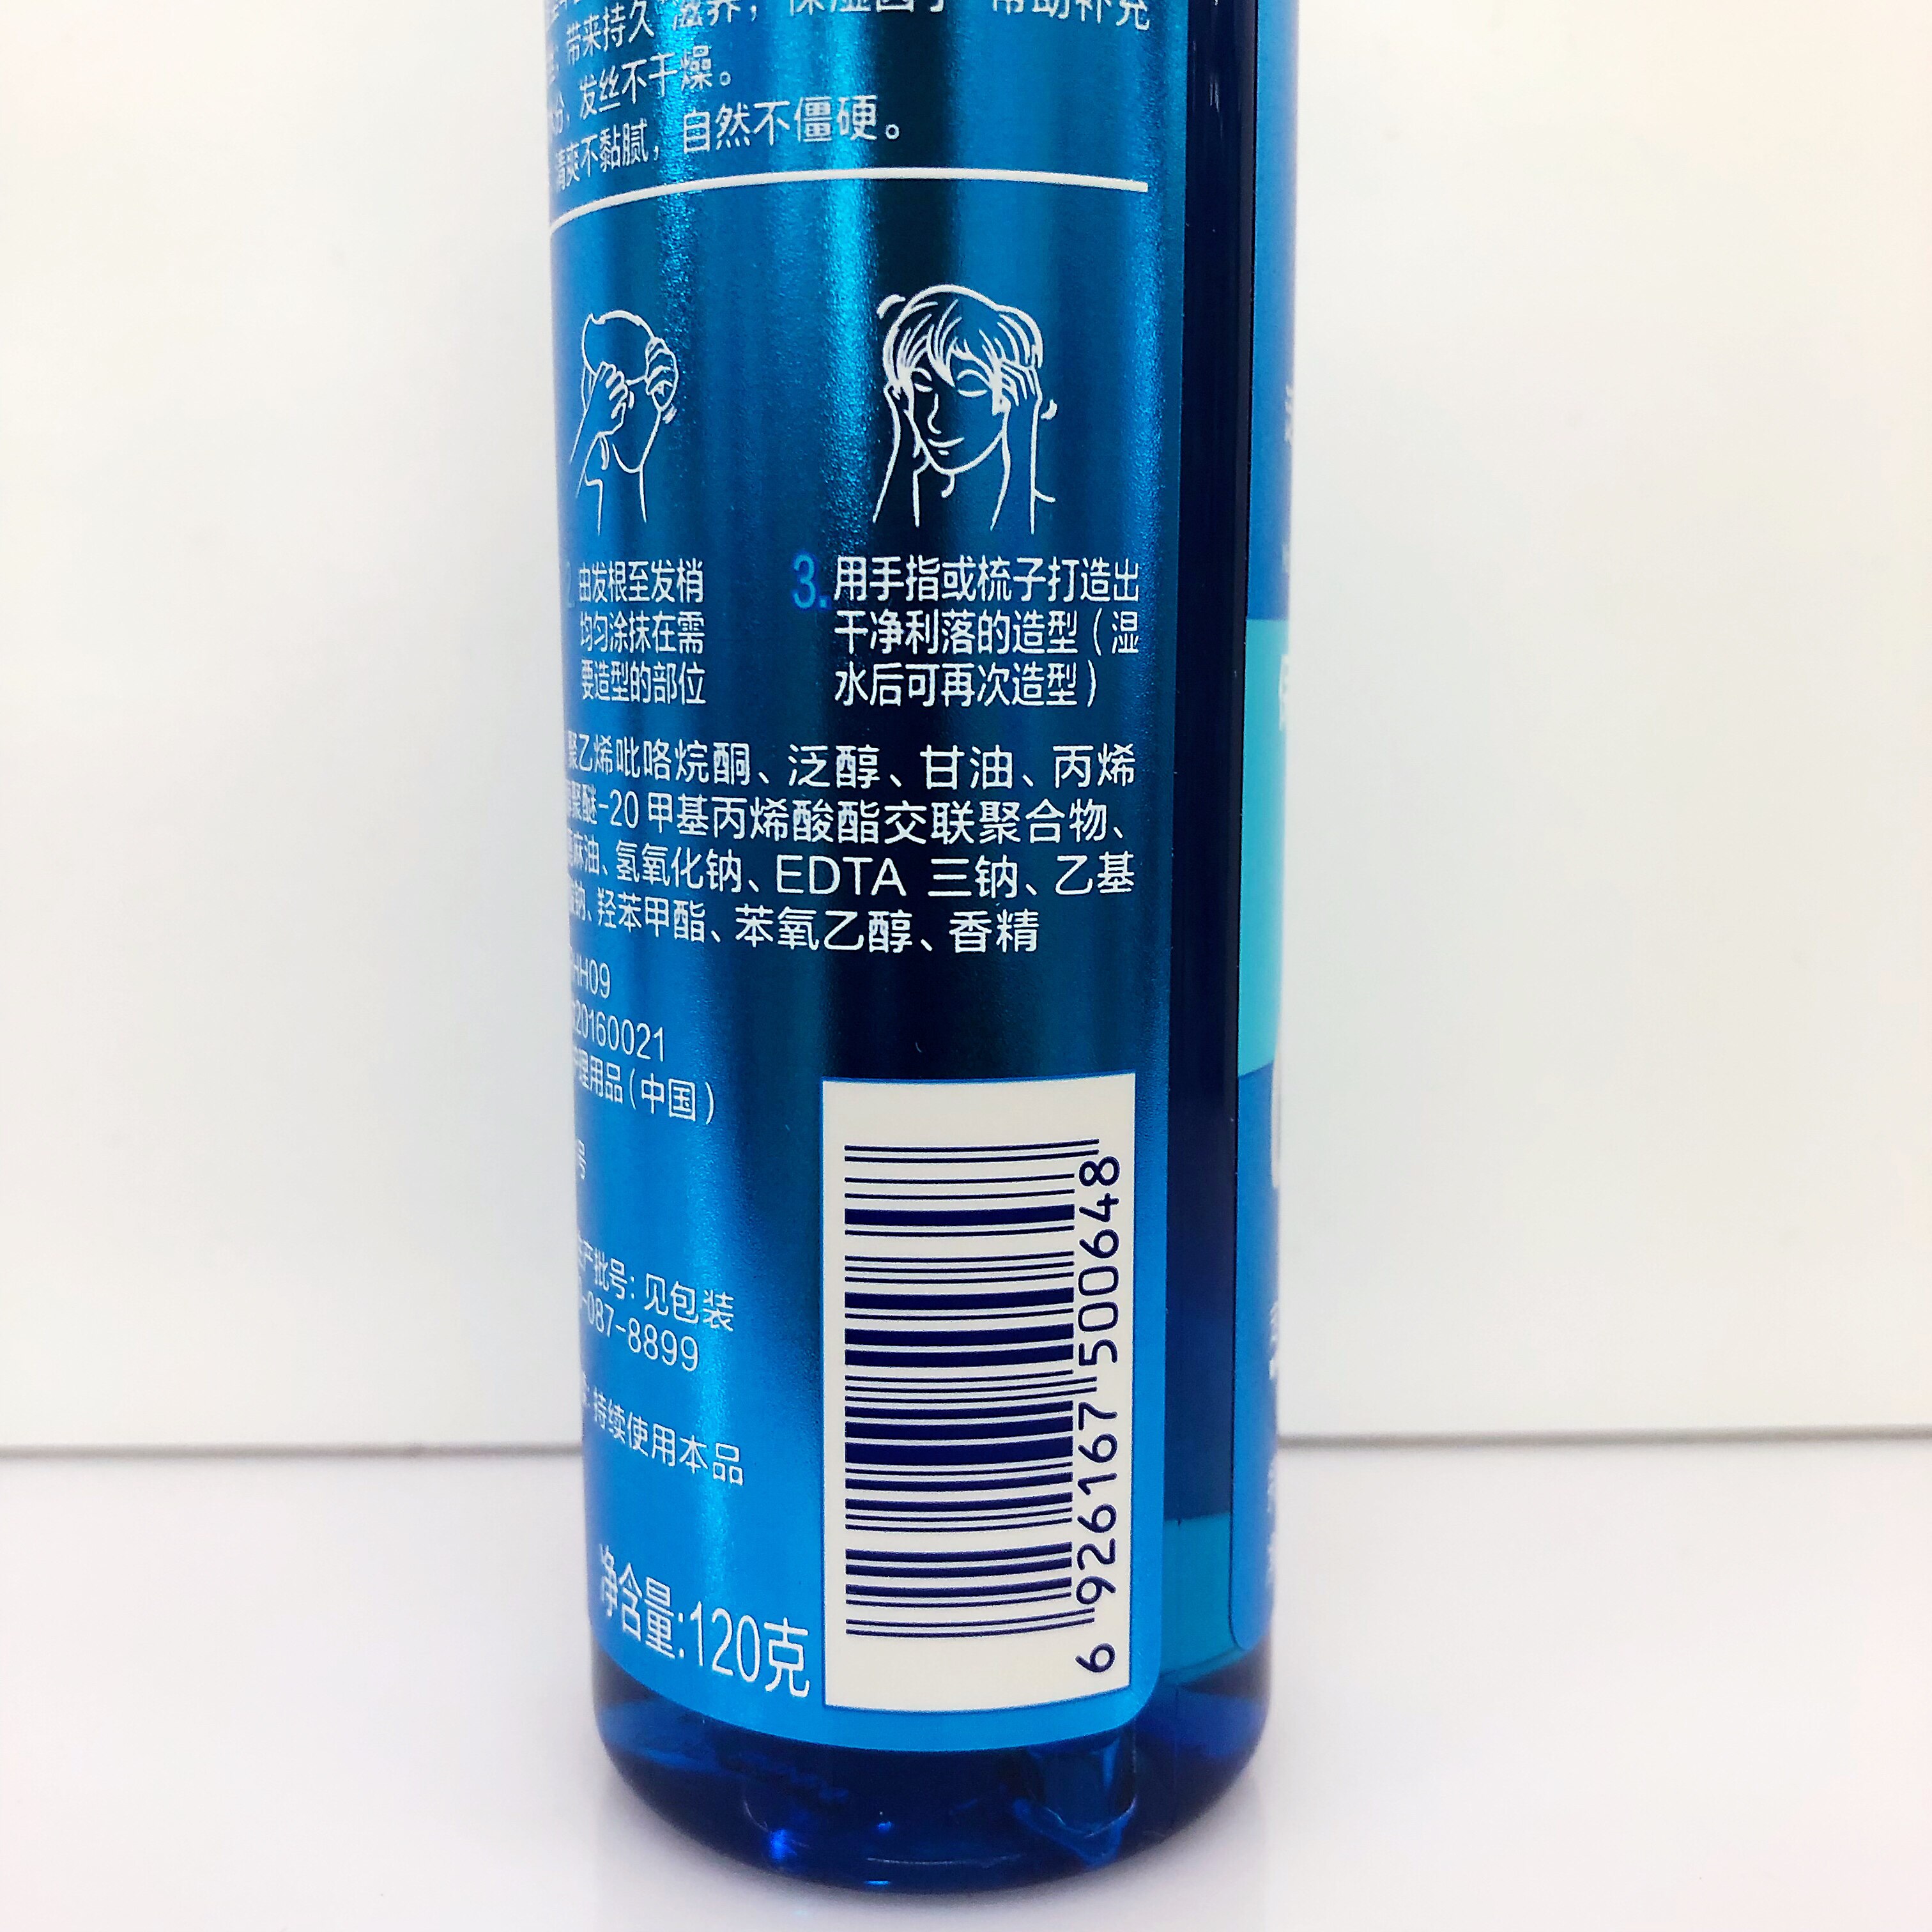 带来持久 滋养，保湿因子 帮助补充
发丝不干燥。
清爽不黏腻，自然不僵硬。
2. 由发根至发梢
均匀涂抹在需
要造型的部位
3. 用手指或梳子打造出
干净利落的造型（湿
水后可再次造型）
聚乙烯吡咯烷酮、泛醇、甘油、丙烯
聚醚-20 甲基丙烯酸酯交联聚合物、
麻油、氢氧化钠、EDTA 三钠、乙基
钠、羟苯甲酯、苯氧乙醇、香精
HH09
20160021
理用品（中国）
号
产批号: 见包装
-087-8899
持续使用本品
净含量:120克
6 926167 500648